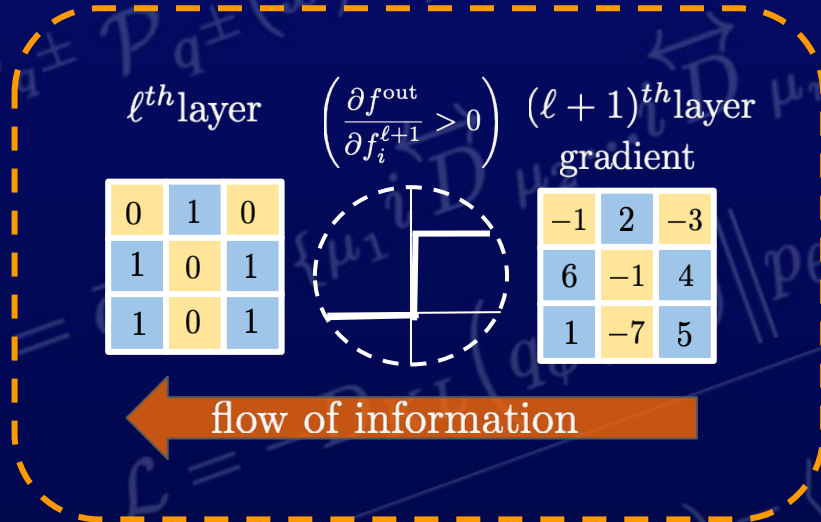 ℓ^{th} layer
(∂f^{out}/∂f_i^{ℓ+1} > 0)
(ℓ + 1)^{th} layer
gradient
0 1 0
1 0 1
1 0 1
−1 2 −3
6 −1 4
1 −7 5
flow of information